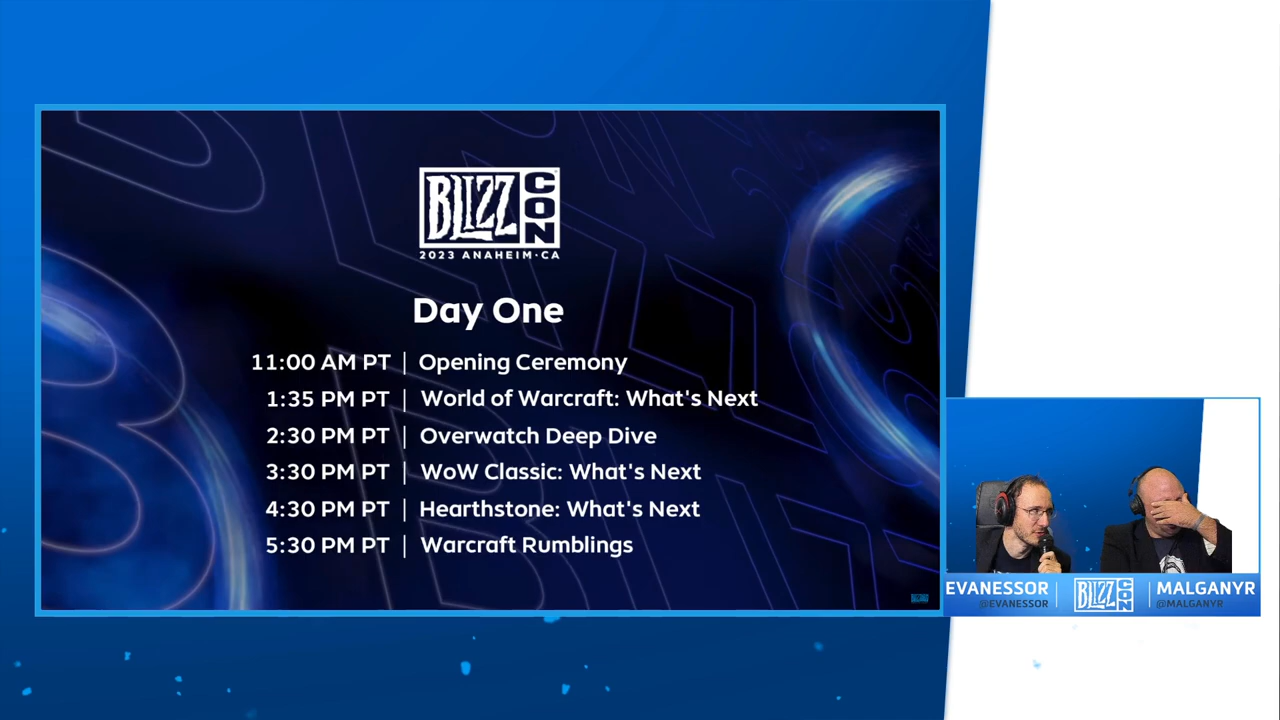 BLIZZ CON
2023 ANAHEIM·CA
Day One
11:00 AM PT | Opening Ceremony
1:35 PM PT | World of Warcraft: What's Next
2:30 PM PT | Overwatch Deep Dive
3:30 PM PT | WoW Classic: What's Next
4:30 PM PT | Hearthstone: What's Next
5:30 PM PT | Warcraft Rumblings
EVANESSOR | BLIZZ CON | MALGANYR
@EVANESSOR @MALGANYR